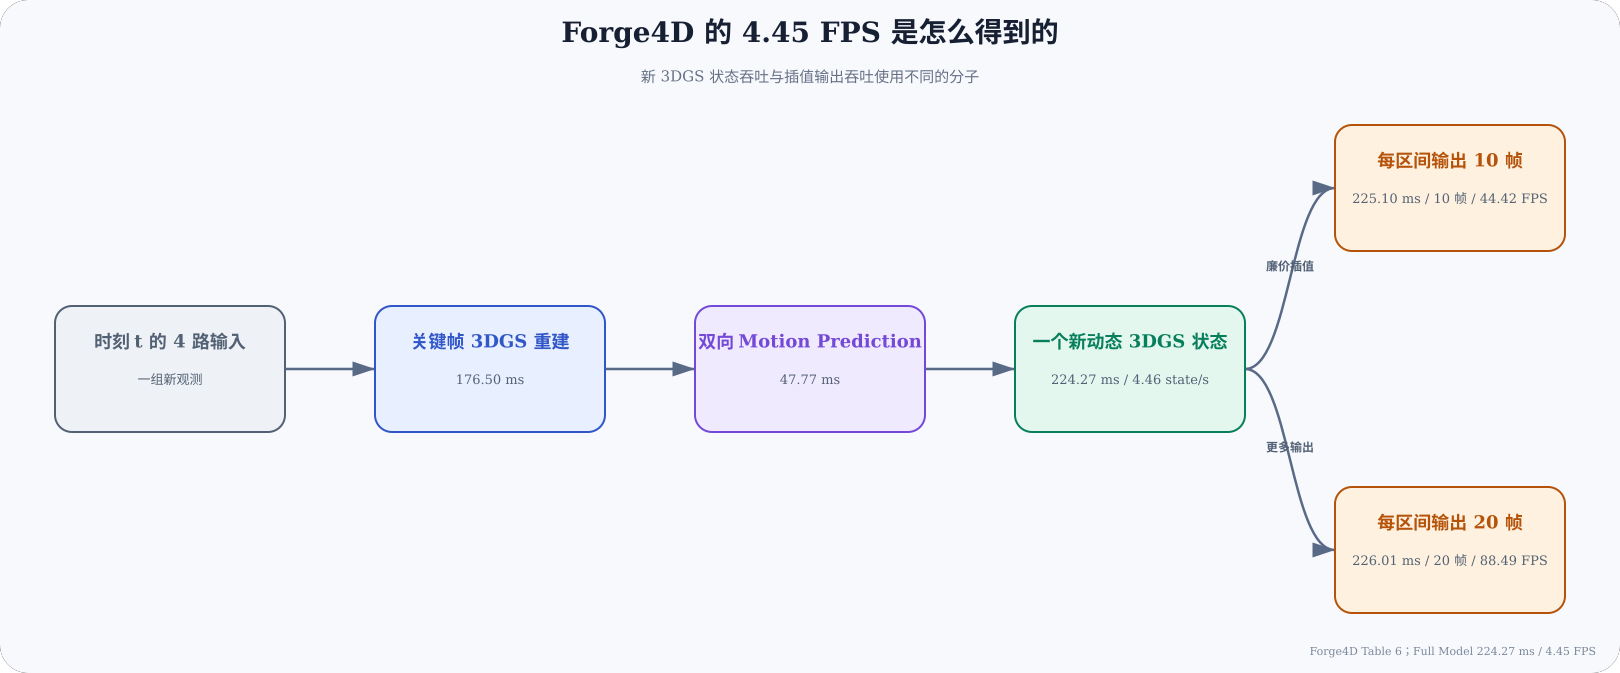 Forge4D 的 4.45 FPS 是怎么得到的
新 3DGS 状态吞吐与插值输出吞吐使用不同的分子
时刻 t 的 4 路输入
一组新观测
关键帧 3DGS 重建
176.50 ms
双向 Motion Prediction
47.77 ms
一个新动态 3DGS 状态
224.27 ms / 4.46 state/s
廉价插值
每区间输出 10 帧
225.10 ms / 10 帧 / 44.42 FPS
更多输出
每区间输出 20 帧
226.01 ms / 20 帧 / 88.49 FPS
Forge4D Table 6；Full Model 224.27 ms / 4.45 FPS